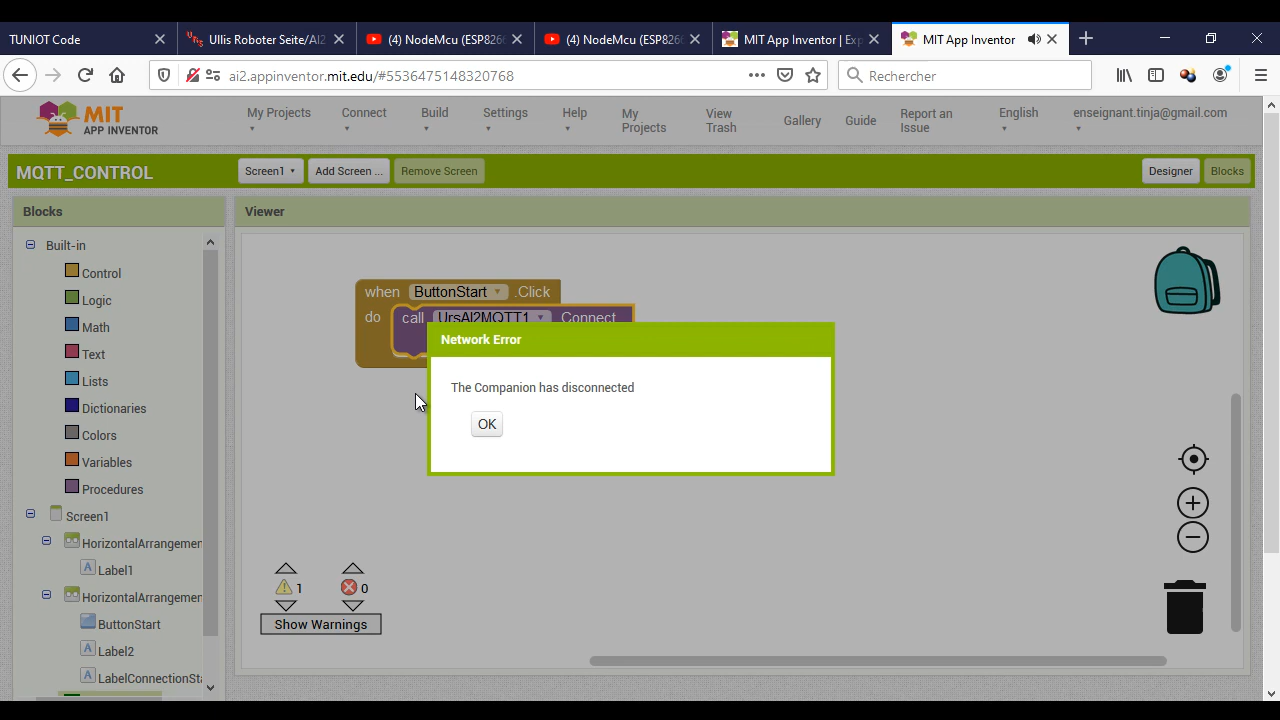 TUNIOT Code
Ullis Roboter Seite/AI2
(4) NodeMcu (ESP826
(4) NodeMcu (ESP826
MIT App Inventor | Exp
MIT App Inventor
ai2.appinventor.mit.edu/#5536475148320768
Rechercher
MIT
APP INVENTOR
My Projects
Connect
Build
Settings
Help
My Projects
View Trash
Gallery
Guide
Report an Issue
English
enseignant.tinja@gmail.com
MQTT_CONTROL
Screen1
Add Screen ...
Remove Screen
Designer
Blocks
Blocks
Viewer
Built-in
Control
Logic
Math
Text
Lists
Dictionaries
Colors
Variables
Procedures
Screen1
HorizontalArrangemen
Label1
HorizontalArrangemen
ButtonStart
Label2
LabelConnectionSta
when ButtonStart .Click
do call UrsAI2MQTT1 .Connect
Network Error
The Companion has disconnected
OK
1
0
Show Warnings